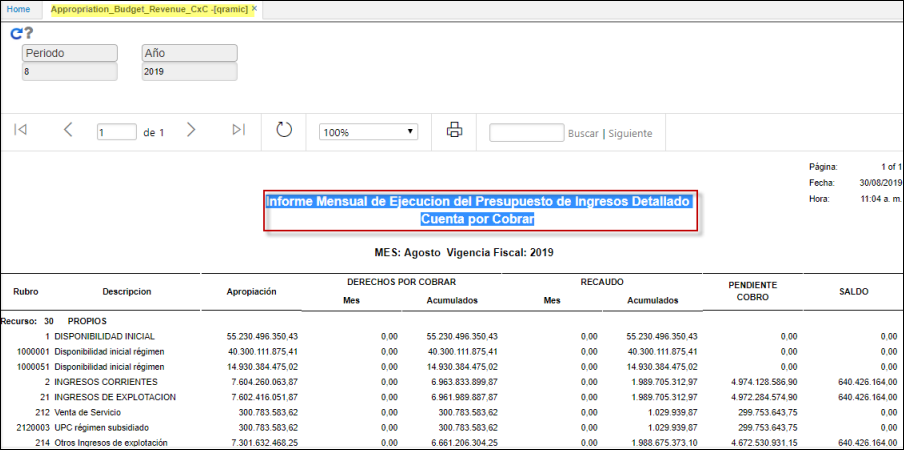 Home Appropriation_Budget_Revenue_CxC -[qramic] ×
Periodo Año
8 2019
1 de 1 100% Buscar | Siguiente
Página: 1 of 1
Fecha: 30/08/2019
Hora: 11:04 a. m.
Informe Mensual de Ejecucion del Presupuesto de Ingresos Detallado
Cuenta por Cobrar
MES: Agosto Vigencia Fiscal: 2019
Rubro Descripcion Apropiación DERECHOS POR COBRAR RECAUDO PENDIENTE COBRO SALDO
Mes Acumulados Mes Acumulados
Recurso: 30 PROPIOS
1 DISPONIBILIDAD INICIAL 55.230.496.350,43 0,00 55.230.496.350,43 0,00 55.230.496.350,43 0,00 0,00
1000001 Disponibilidad inicial régimen 40.300.111.875,41 0,00 40.300.111.875,41 0,00 40.300.111.875,41 0,00 0,00
1000051 Disponibilidad inicial régimen 14.930.384.475,02 0,00 14.930.384.475,02 0,00 14.930.384.475,02 0,00 0,00
2 INGRESOS CORRIENTES 7.604.260.063,87 0,00 6.963.833.899,87 0,00 1.989.705.312,97 4.974.128.586,90 640.426.164,00
21 INGRESOS DE EXPLOTACION 7.602.416.051,87 0,00 6.961.989.887,87 0,00 1.989.705.312,97 4.972.284.574,90 640.426.164,00
212 Venta de Servicio 300.783.583,62 0,00 300.783.583,62 0,00 1.029.939,87 299.753.643,75 0,00
2120003 UPC régimen subsidiado 300.783.583,62 0,00 300.783.583,62 0,00 1.029.939,87 299.753.643,75 0,00
214 Otros Ingresos de explotación 7.301.632.468,25 0,00 6.661.206.304,25 0,00 1.988.675.373,10 4.672.530.931,15 640.426.164,00